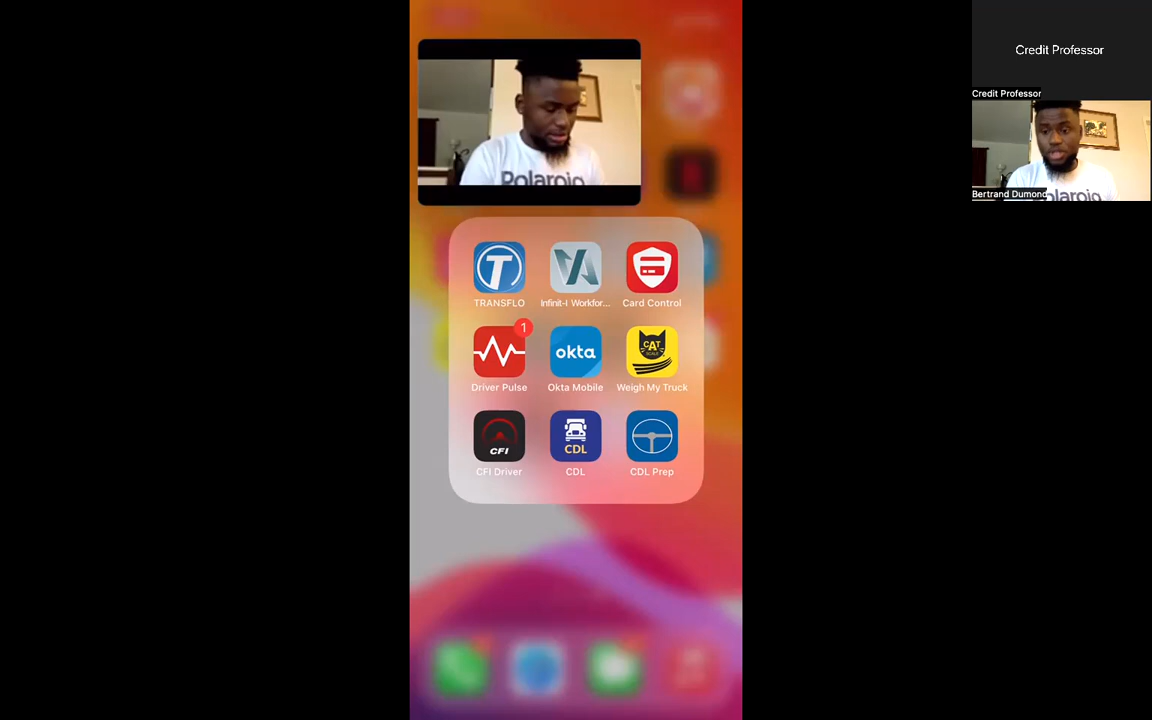 Credit Professor
Credit Professor
Bertrand Dumond
Polaroid
T
TRANSFLO
Infinit-I Workfor...
Card Control
1
Driver Pulse
okta
Okta Mobile
CAT
SCALE
Weigh My Truck
CFI
CFI Driver
CDL
CDL
CDL Prep